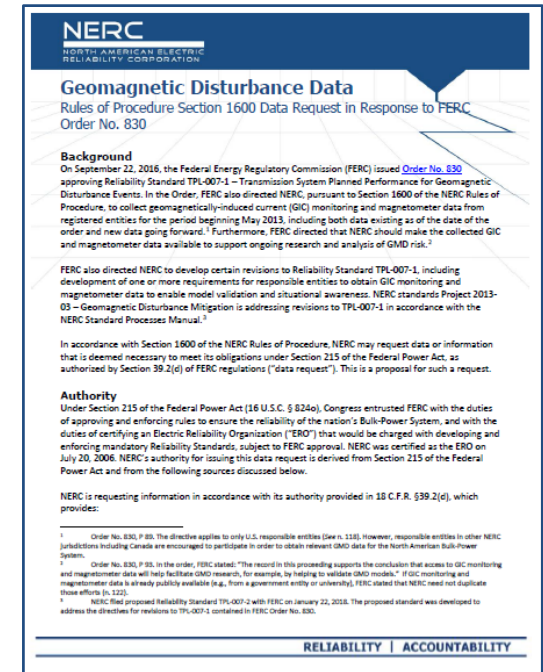 NERC
NORTH AMERICAN ELECTRIC
RELIABILITY CORPORATION
Geomagnetic Disturbance Data
Rules of Procedure Section 1600 Data Request in Response to FERC
Order No. 830
Background
On September 22, 2016, the Federal Energy Regulatory Commission (FERC) issued Order No. 830
approving Reliability Standard TPL-007-1 – Transmission System Planned Performance for Geomagnetic
Disturbance Events. In the Order, FERC also directed NERC, pursuant to Section 1600 of the NERC Rules of
Procedure, to collect geomagnetically-induced current (GIC) monitoring and magnetometer data from
registered entities for the period beginning May 2013, including both data existing as of the date of the
order and new data going forward.1 Furthermore, FERC directed that NERC should make the collected GIC
and magnetometer data available to support ongoing research and analysis of GMD risk.2
FERC also directed NERC to develop certain revisions to Reliability Standard TPL-007-1, including
development of one or more requirements for responsible entities to obtain GIC monitoring and
magnetometer data to enable model validation and situational awareness. NERC standards Project 2013-
03 – Geomagnetic Disturbance Mitigation is addressing revisions to TPL-007-1 in accordance with the
NERC Standard Processes Manual.3
In accordance with Section 1600 of the NERC Rules of Procedure, NERC may request data or information
that is deemed necessary to meet its obligations under Section 215 of the Federal Power Act, as
authorized by Section 39.2(d) of FERC regulations ("data request"). This is a proposal for such a request.
Authority
Under Section 215 of the Federal Power Act (16 U.S.C. § 824o), Congress entrusted FERC with the duties
of approving and enforcing rules to ensure the reliability of the nation's Bulk-Power System, and with the
duties of certifying an Electric Reliability Organization ("ERO") that would be charged with developing and
enforcing mandatory Reliability Standards, subject to FERC approval. NERC was certified as the ERO on
July 20, 2006. NERC's authority for issuing this data request is derived from Section 215 of the Federal
Power Act and from the following sources discussed below.
NERC is requesting information in accordance with its authority provided in 18 C.F.R. §39.2(d), which
provides:
1 Order No. 830, P 89. The directive applies to only U.S. responsible entities (See n. 118). However, responsible entities in other NERC
jurisdictions including Canada are encouraged to participate in order to obtain relevant GMD data for the North American Bulk-Power
System.
2 Order No. 830, P 93. In the order, FERC stated: "The record in this proceeding supports the conclusion that access to GIC monitoring
and magnetometer data will help facilitate GMD research, for example, by helping to validate GMD models." If GIC monitoring and
magnetometer data is already publicly available (e.g., from a government entity or university), FERC stated that NERC need not duplicate
those efforts (n. 122).
3 NERC filed proposed Reliability Standard TPL-007-2 with FERC on January 22, 2018. The proposed standard was developed to
address the directives for revisions to TPL-007-1 contained in FERC Order No. 830.
RELIABILITY | ACCOUNTABILITY